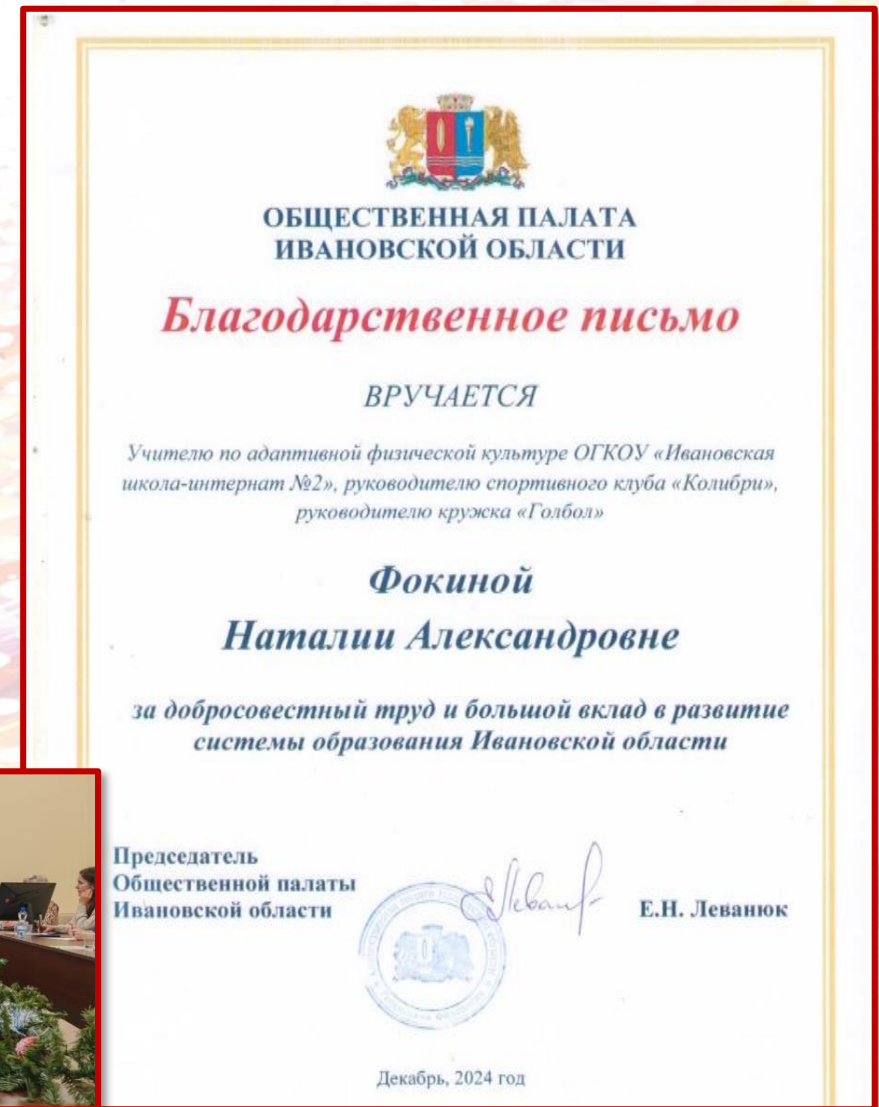 ОБЩЕСТВЕННАЯ ПАЛАТА
ИВАНОВСКОЙ ОБЛАСТИ
Благодарственное письмо
ВРУЧАЕТСЯ
Учителю по адаптивной физической культуре ОГКОУ «Ивановская
школа-интернат №2», руководителю спортивного клуба «Колибри»,
руководителю кружка «Голбол»
Фокиной
Наталии Александровне
за добросовестный труд и большой вклад в развитие
системы образования Ивановской области
Председатель
Общественной палаты
Ивановской области
Е.Н. Леванюк
Декабрь, 2024 год